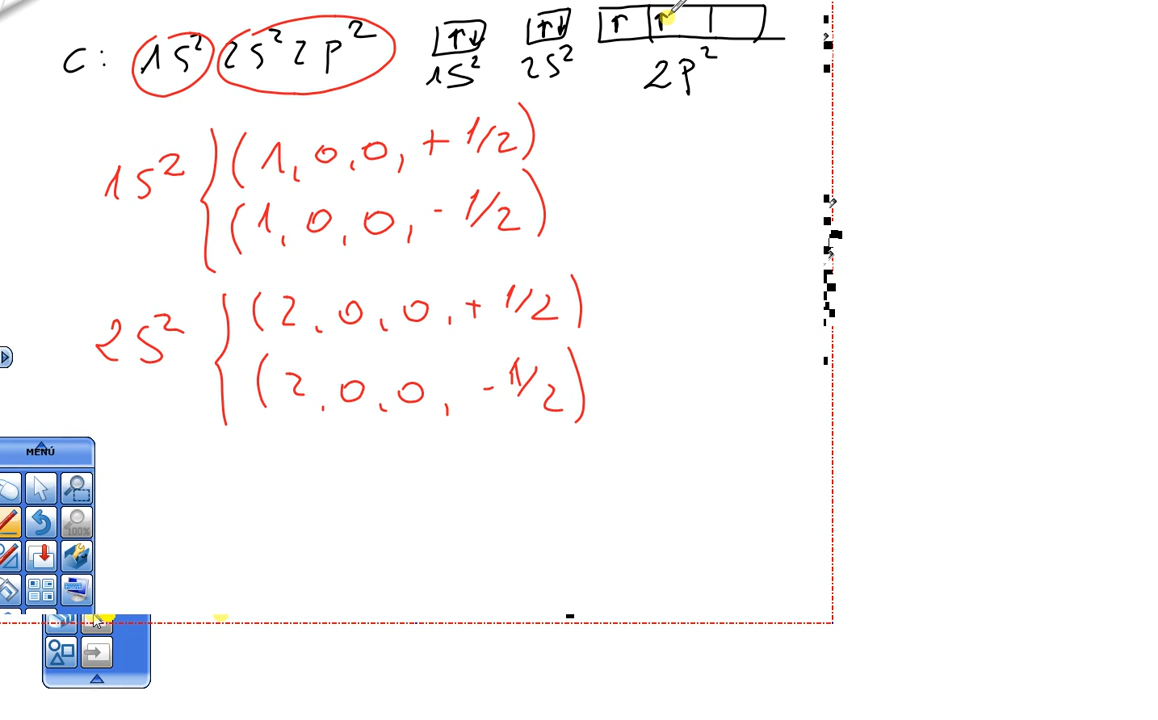 C: 1S² 2S² 2P² ↑↓ ↑↓ ↑ ↑
1S² 2S² 2P²
1S² { (1, 0, 0, + 1/2)
(1, 0, 0, - 1/2)
2S² { (2, 0, 0, + 1/2)
(2, 0, 0, - 1/2)
MENÚ
100%